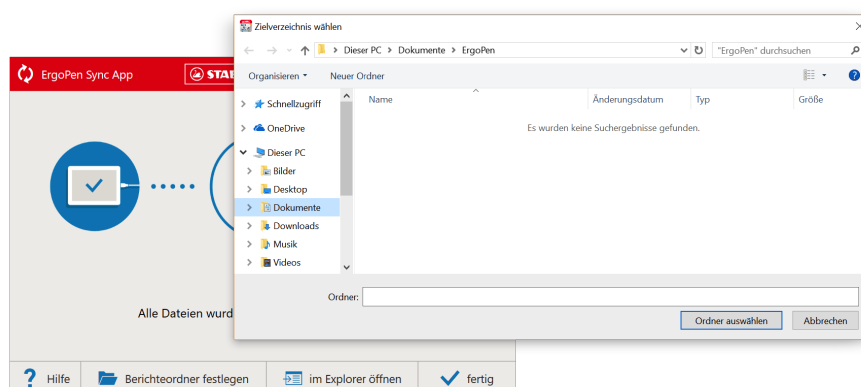 Zielverzeichnis wählen
Dieser PC > Dokumente > ErgoPen
"ErgoPen" durchsuchen
ErgoPen Sync App
Organisieren
Neuer Ordner
Name
Änderungsdatum
Typ
Größe
Schnellzugriff
Es wurden keine Suchergebnisse gefunden.
OneDrive
Dieser PC
Bilder
Desktop
Dokumente
Downloads
Musik
Videos
Ordner:
Alle Dateien wurd
Ordner auswählen
Abbrechen
? Hilfe
Berichteordner festlegen
im Explorer öffnen
fertig